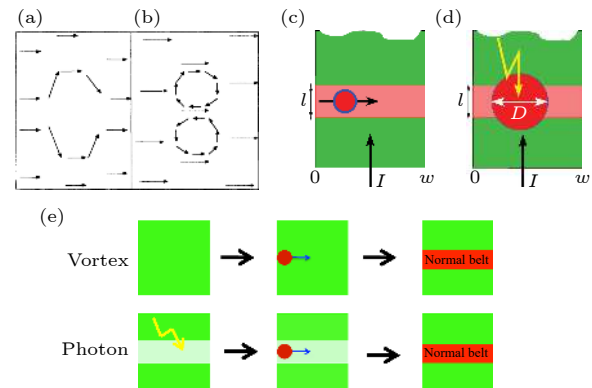 (a)
(b)
(c)
(d)
l
0
I
w
l
D
0
I
w
(e)
Vortex
Normal belt
Photon
Normal belt